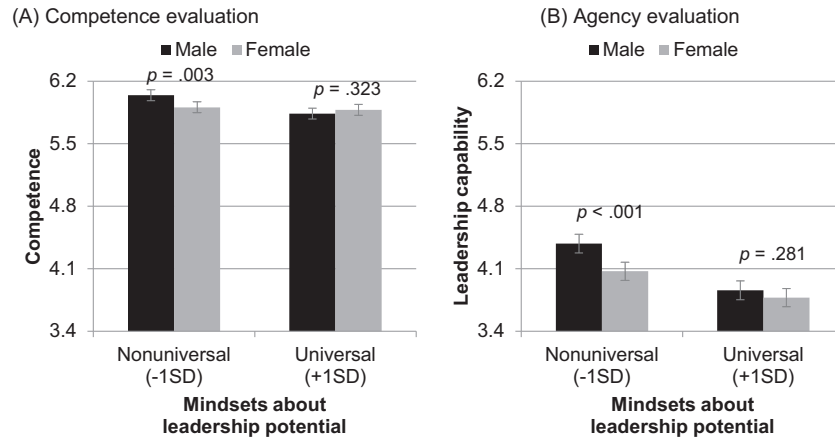 (A) Competence evaluation
Male Female
p = .003
p = .323
6.2
5.5
4.8
4.1
3.4
Competence
Nonuniversal
(-1SD)
Universal
(+1SD)
Mindsets about
leadership potential
(B) Agency evaluation
Male Female
p < .001
p = .281
6.2
5.5
4.8
4.1
3.4
Leadership capability
Nonuniversal
(-1SD)
Universal
(+1SD)
Mindsets about
leadership potential